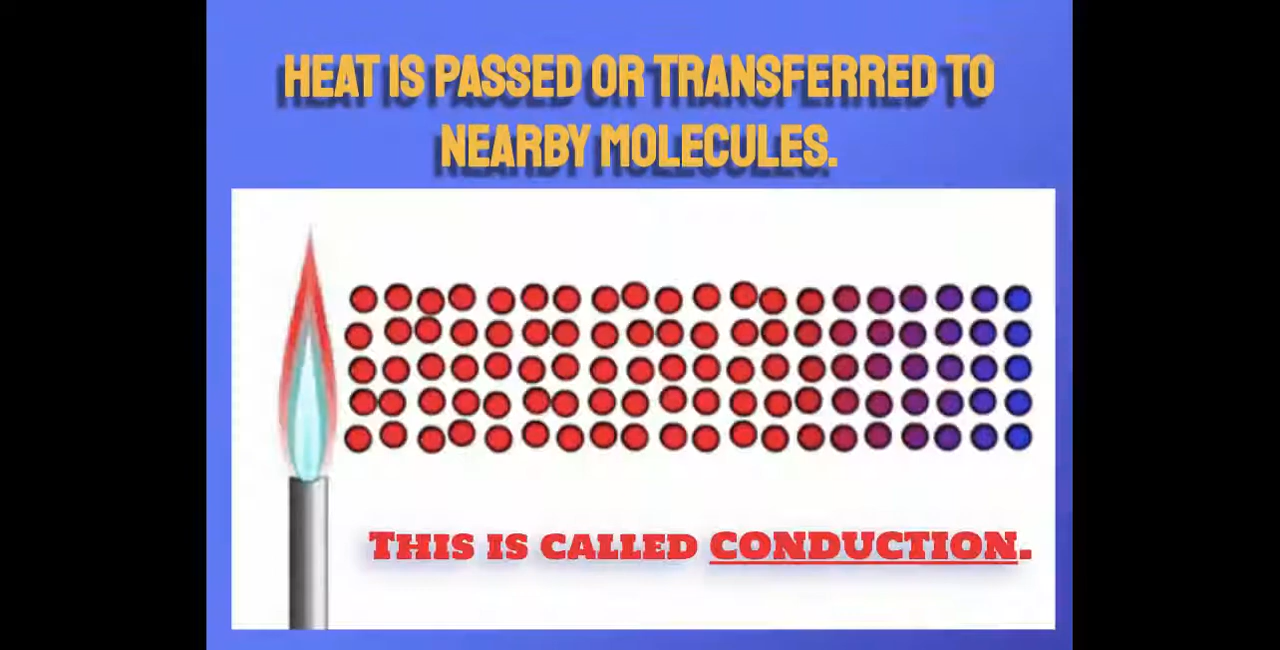 HEAT IS PASSED OR TRANSFERRED TO
NEARBY MOLECULES.
THIS IS CALLED CONDUCTION.